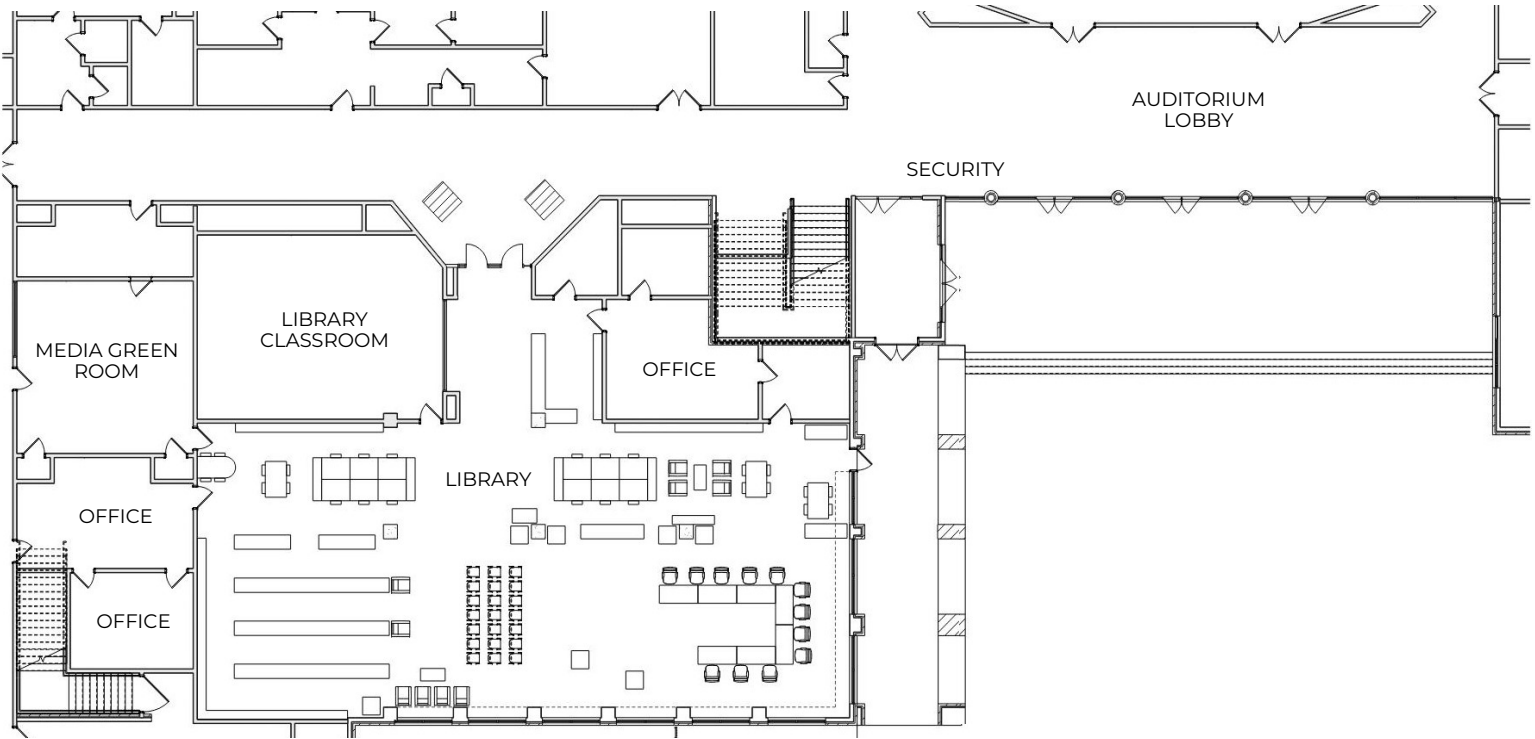 AUDITORIUM
LOBBY
SECURITY
LIBRARY
CLASSROOM
MEDIA GREEN
ROOM
OFFICE
LIBRARY
OFFICE
OFFICE